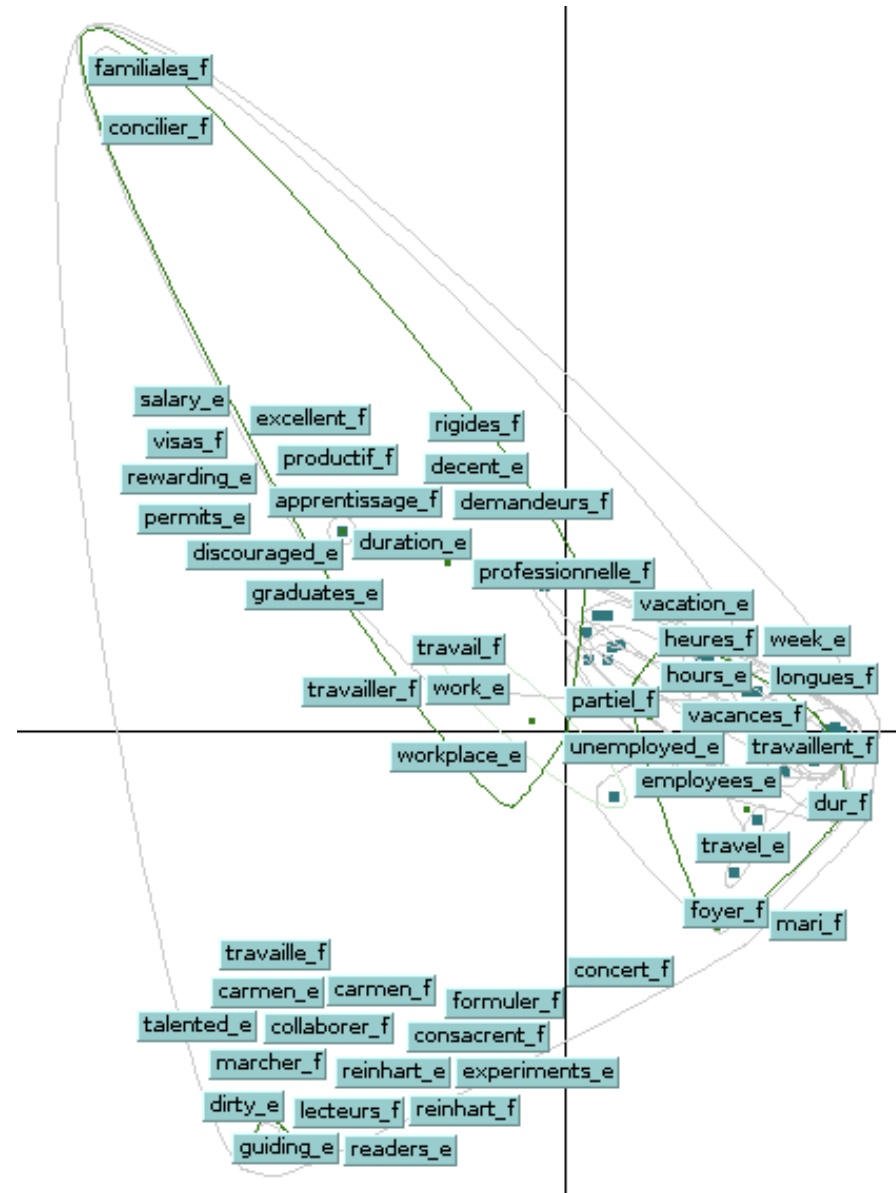 familiales_f
concilier_f
salary_e
excellent_f
rigides_f
visas_f
productif_f
decent_e
rewarding_e
apprentissage_f
demandeurs_f
permits_e
discouraged_e
duration_e
professionnelle_f
graduates_e
vacation_e
travail_f
heures_f
week_e
travailler_f
work_e
hours_e
longues_f
partiel_f
vacances_f
workplace_e
unemployed_e
travaillent_f
employees_e
dur_f
travel_e
foyer_f
mari_f
travaille_f
concert_f
carmen_e
carmen_f
formuler_f
talented_e
collaborer_f
consacrent_f
marcher_f
reinhart_e
experiments_e
dirty_e
lecteurs_f
reinhart_f
guiding_e
readers_e